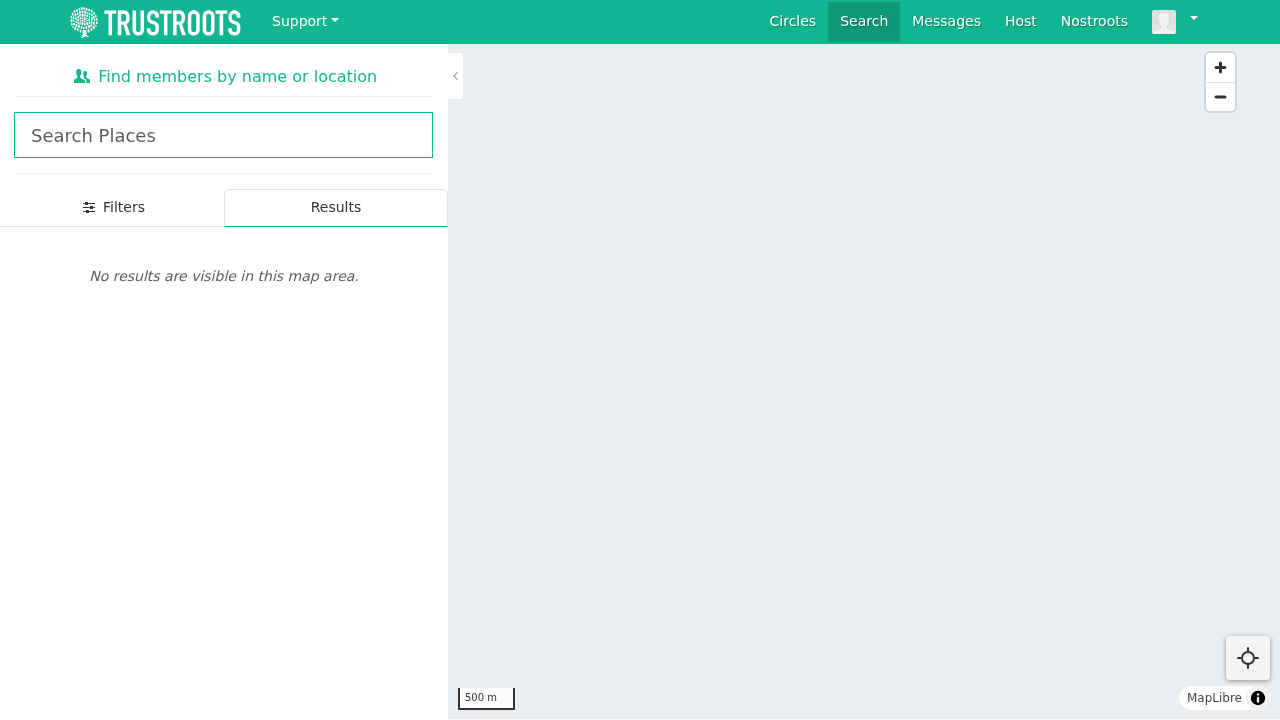 TRUSTROOTS
Support
Circles
Search
Messages
Host
Nostroots
Find members by name or location
Search Places
Filters
Results
No results are visible in this map area.
500 m
MapLibre